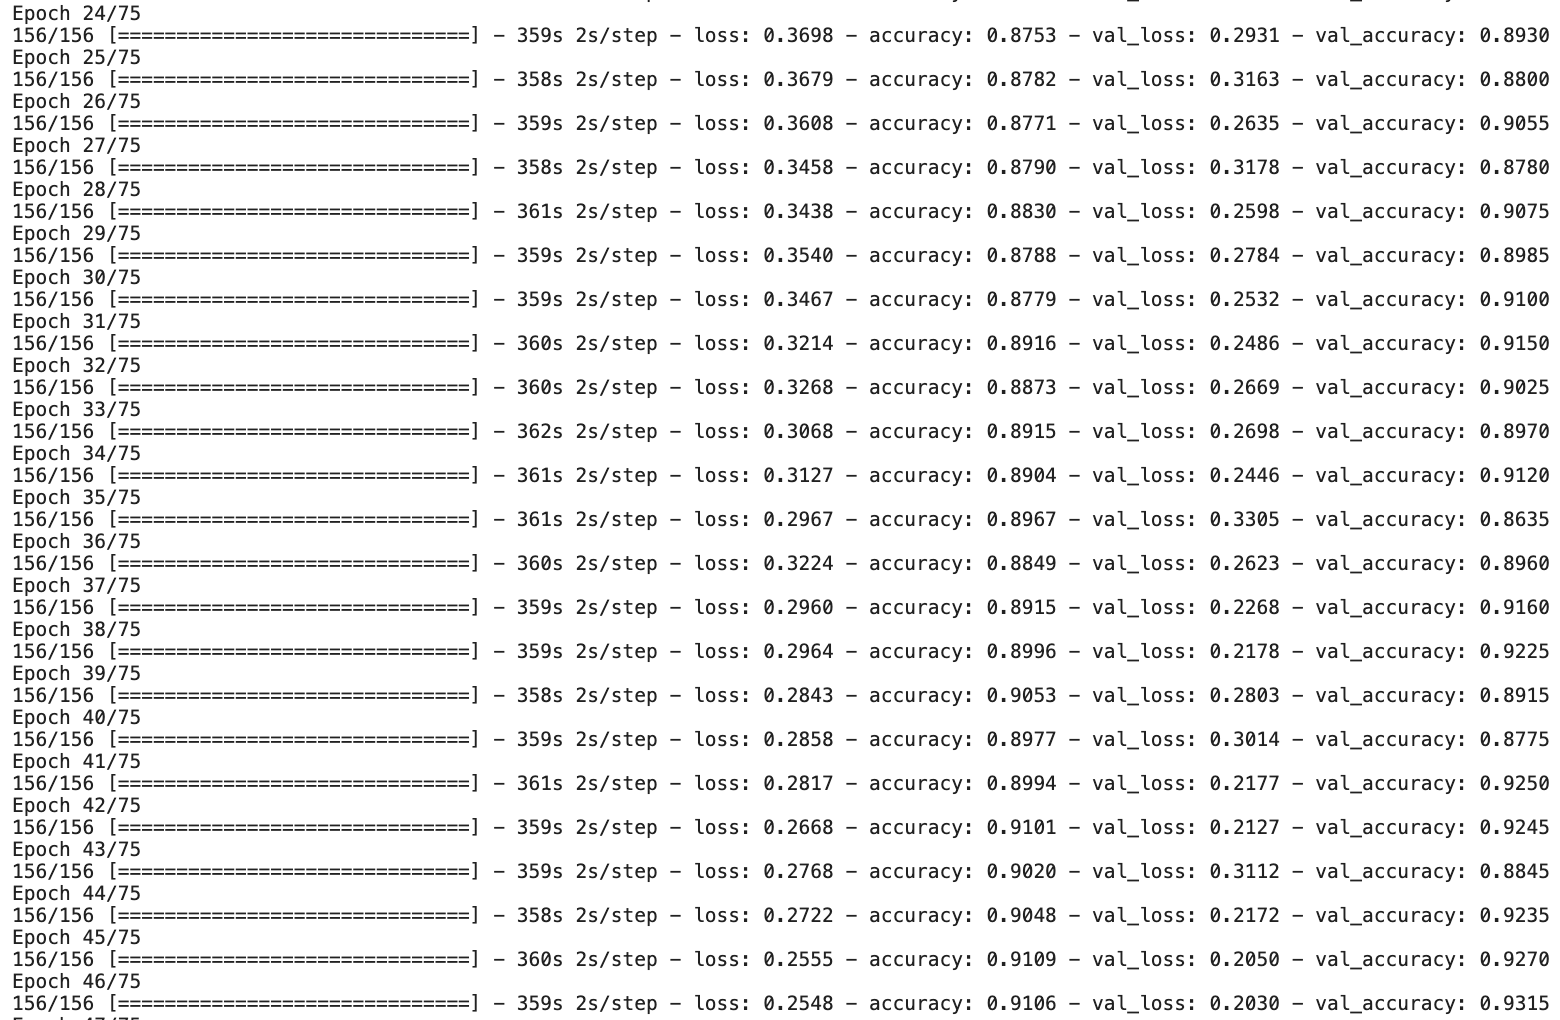 Epoch 24/75
156/156 [==============================] - 359s 2s/step - loss: 0.3698 - accuracy: 0.8753 - val_loss: 0.2931 - val_accuracy: 0.8930
Epoch 25/75
156/156 [==============================] - 358s 2s/step - loss: 0.3679 - accuracy: 0.8782 - val_loss: 0.3163 - val_accuracy: 0.8800
Epoch 26/75
156/156 [==============================] - 359s 2s/step - loss: 0.3608 - accuracy: 0.8771 - val_loss: 0.2635 - val_accuracy: 0.9055
Epoch 27/75
156/156 [==============================] - 358s 2s/step - loss: 0.3458 - accuracy: 0.8790 - val_loss: 0.3178 - val_accuracy: 0.8780
Epoch 28/75
156/156 [==============================] - 361s 2s/step - loss: 0.3438 - accuracy: 0.8830 - val_loss: 0.2598 - val_accuracy: 0.9075
Epoch 29/75
156/156 [==============================] - 359s 2s/step - loss: 0.3540 - accuracy: 0.8788 - val_loss: 0.2784 - val_accuracy: 0.8985
Epoch 30/75
156/156 [==============================] - 359s 2s/step - loss: 0.3467 - accuracy: 0.8779 - val_loss: 0.2532 - val_accuracy: 0.9100
Epoch 31/75
156/156 [==============================] - 360s 2s/step - loss: 0.3214 - accuracy: 0.8916 - val_loss: 0.2486 - val_accuracy: 0.9150
Epoch 32/75
156/156 [==============================] - 360s 2s/step - loss: 0.3268 - accuracy: 0.8873 - val_loss: 0.2669 - val_accuracy: 0.9025
Epoch 33/75
156/156 [==============================] - 362s 2s/step - loss: 0.3068 - accuracy: 0.8915 - val_loss: 0.2698 - val_accuracy: 0.8970
Epoch 34/75
156/156 [==============================] - 361s 2s/step - loss: 0.3127 - accuracy: 0.8904 - val_loss: 0.2446 - val_accuracy: 0.9120
Epoch 35/75
156/156 [==============================] - 361s 2s/step - loss: 0.2967 - accuracy: 0.8967 - val_loss: 0.3305 - val_accuracy: 0.8635
Epoch 36/75
156/156 [==============================] - 360s 2s/step - loss: 0.3224 - accuracy: 0.8849 - val_loss: 0.2623 - val_accuracy: 0.8960
Epoch 37/75
156/156 [==============================] - 359s 2s/step - loss: 0.2960 - accuracy: 0.8915 - val_loss: 0.2268 - val_accuracy: 0.9160
Epoch 38/75
156/156 [==============================] - 359s 2s/step - loss: 0.2964 - accuracy: 0.8996 - val_loss: 0.2178 - val_accuracy: 0.9225
Epoch 39/75
156/156 [==============================] - 358s 2s/step - loss: 0.2843 - accuracy: 0.9053 - val_loss: 0.2803 - val_accuracy: 0.8915
Epoch 40/75
156/156 [==============================] - 359s 2s/step - loss: 0.2858 - accuracy: 0.8977 - val_loss: 0.3014 - val_accuracy: 0.8775
Epoch 41/75
156/156 [==============================] - 361s 2s/step - loss: 0.2817 - accuracy: 0.8994 - val_loss: 0.2177 - val_accuracy: 0.9250
Epoch 42/75
156/156 [==============================] - 359s 2s/step - loss: 0.2668 - accuracy: 0.9101 - val_loss: 0.2127 - val_accuracy: 0.9245
Epoch 43/75
156/156 [==============================] - 359s 2s/step - loss: 0.2768 - accuracy: 0.9020 - val_loss: 0.3112 - val_accuracy: 0.8845
Epoch 44/75
156/156 [==============================] - 358s 2s/step - loss: 0.2722 - accuracy: 0.9048 - val_loss: 0.2172 - val_accuracy: 0.9235
Epoch 45/75
156/156 [==============================] - 360s 2s/step - loss: 0.2555 - accuracy: 0.9109 - val_loss: 0.2050 - val_accuracy: 0.9270
Epoch 46/75
156/156 [==============================] - 359s 2s/step - loss: 0.2548 - accuracy: 0.9106 - val_loss: 0.2030 - val_accuracy: 0.9315